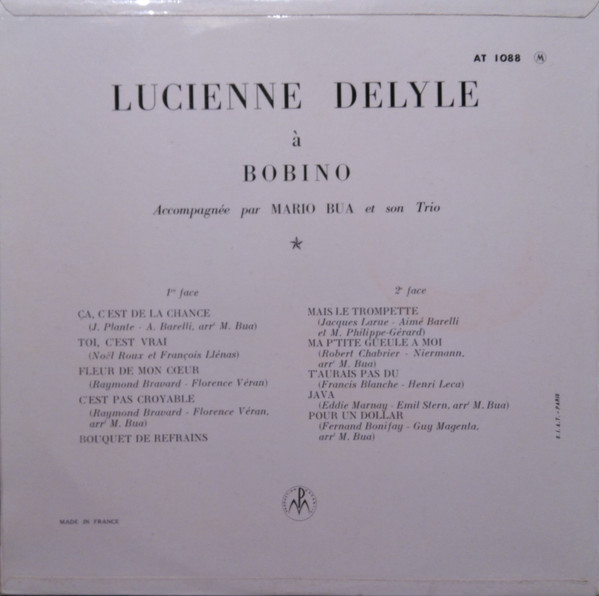 AT 1088 M
LUCIENNE DELYLE
à
BOBINO
Accompagnée par MARIO BUA et son Trio
1re face
ÇA, C'EST DE LA CHANCE
(J. Plante - A. Barelli, arrt M. Bua)
TOI, C'EST VRAI
(Noël Roux et François Llénas)
FLEUR DE MON CŒUR
(Raymond Bravard - Florence Véran)
C'EST PAS CROYABLE
(Raymond Bravard - Florence Véran,
arrt M. Bua)
BOUQUET DE REFRAINS
2e face
MAIS LE TROMPETTE
(Jacques Larue - Aimé Barelli
et M. Philippe-Gérard)
MA P'TITE GUEULE A MOI
(Robert Chabrier - Niermann,
arrt M. Bua)
T'AURAIS PAS DU
(Francis Blanche - Henri Leca)
JAVA
(Eddie Marnay - Emil Stern, arrt M. Bua)
POUR UN DOLLAR
(Fernand Bonifay - Guy Magenta,
arrt M. Bua)
MADE IN FRANCE